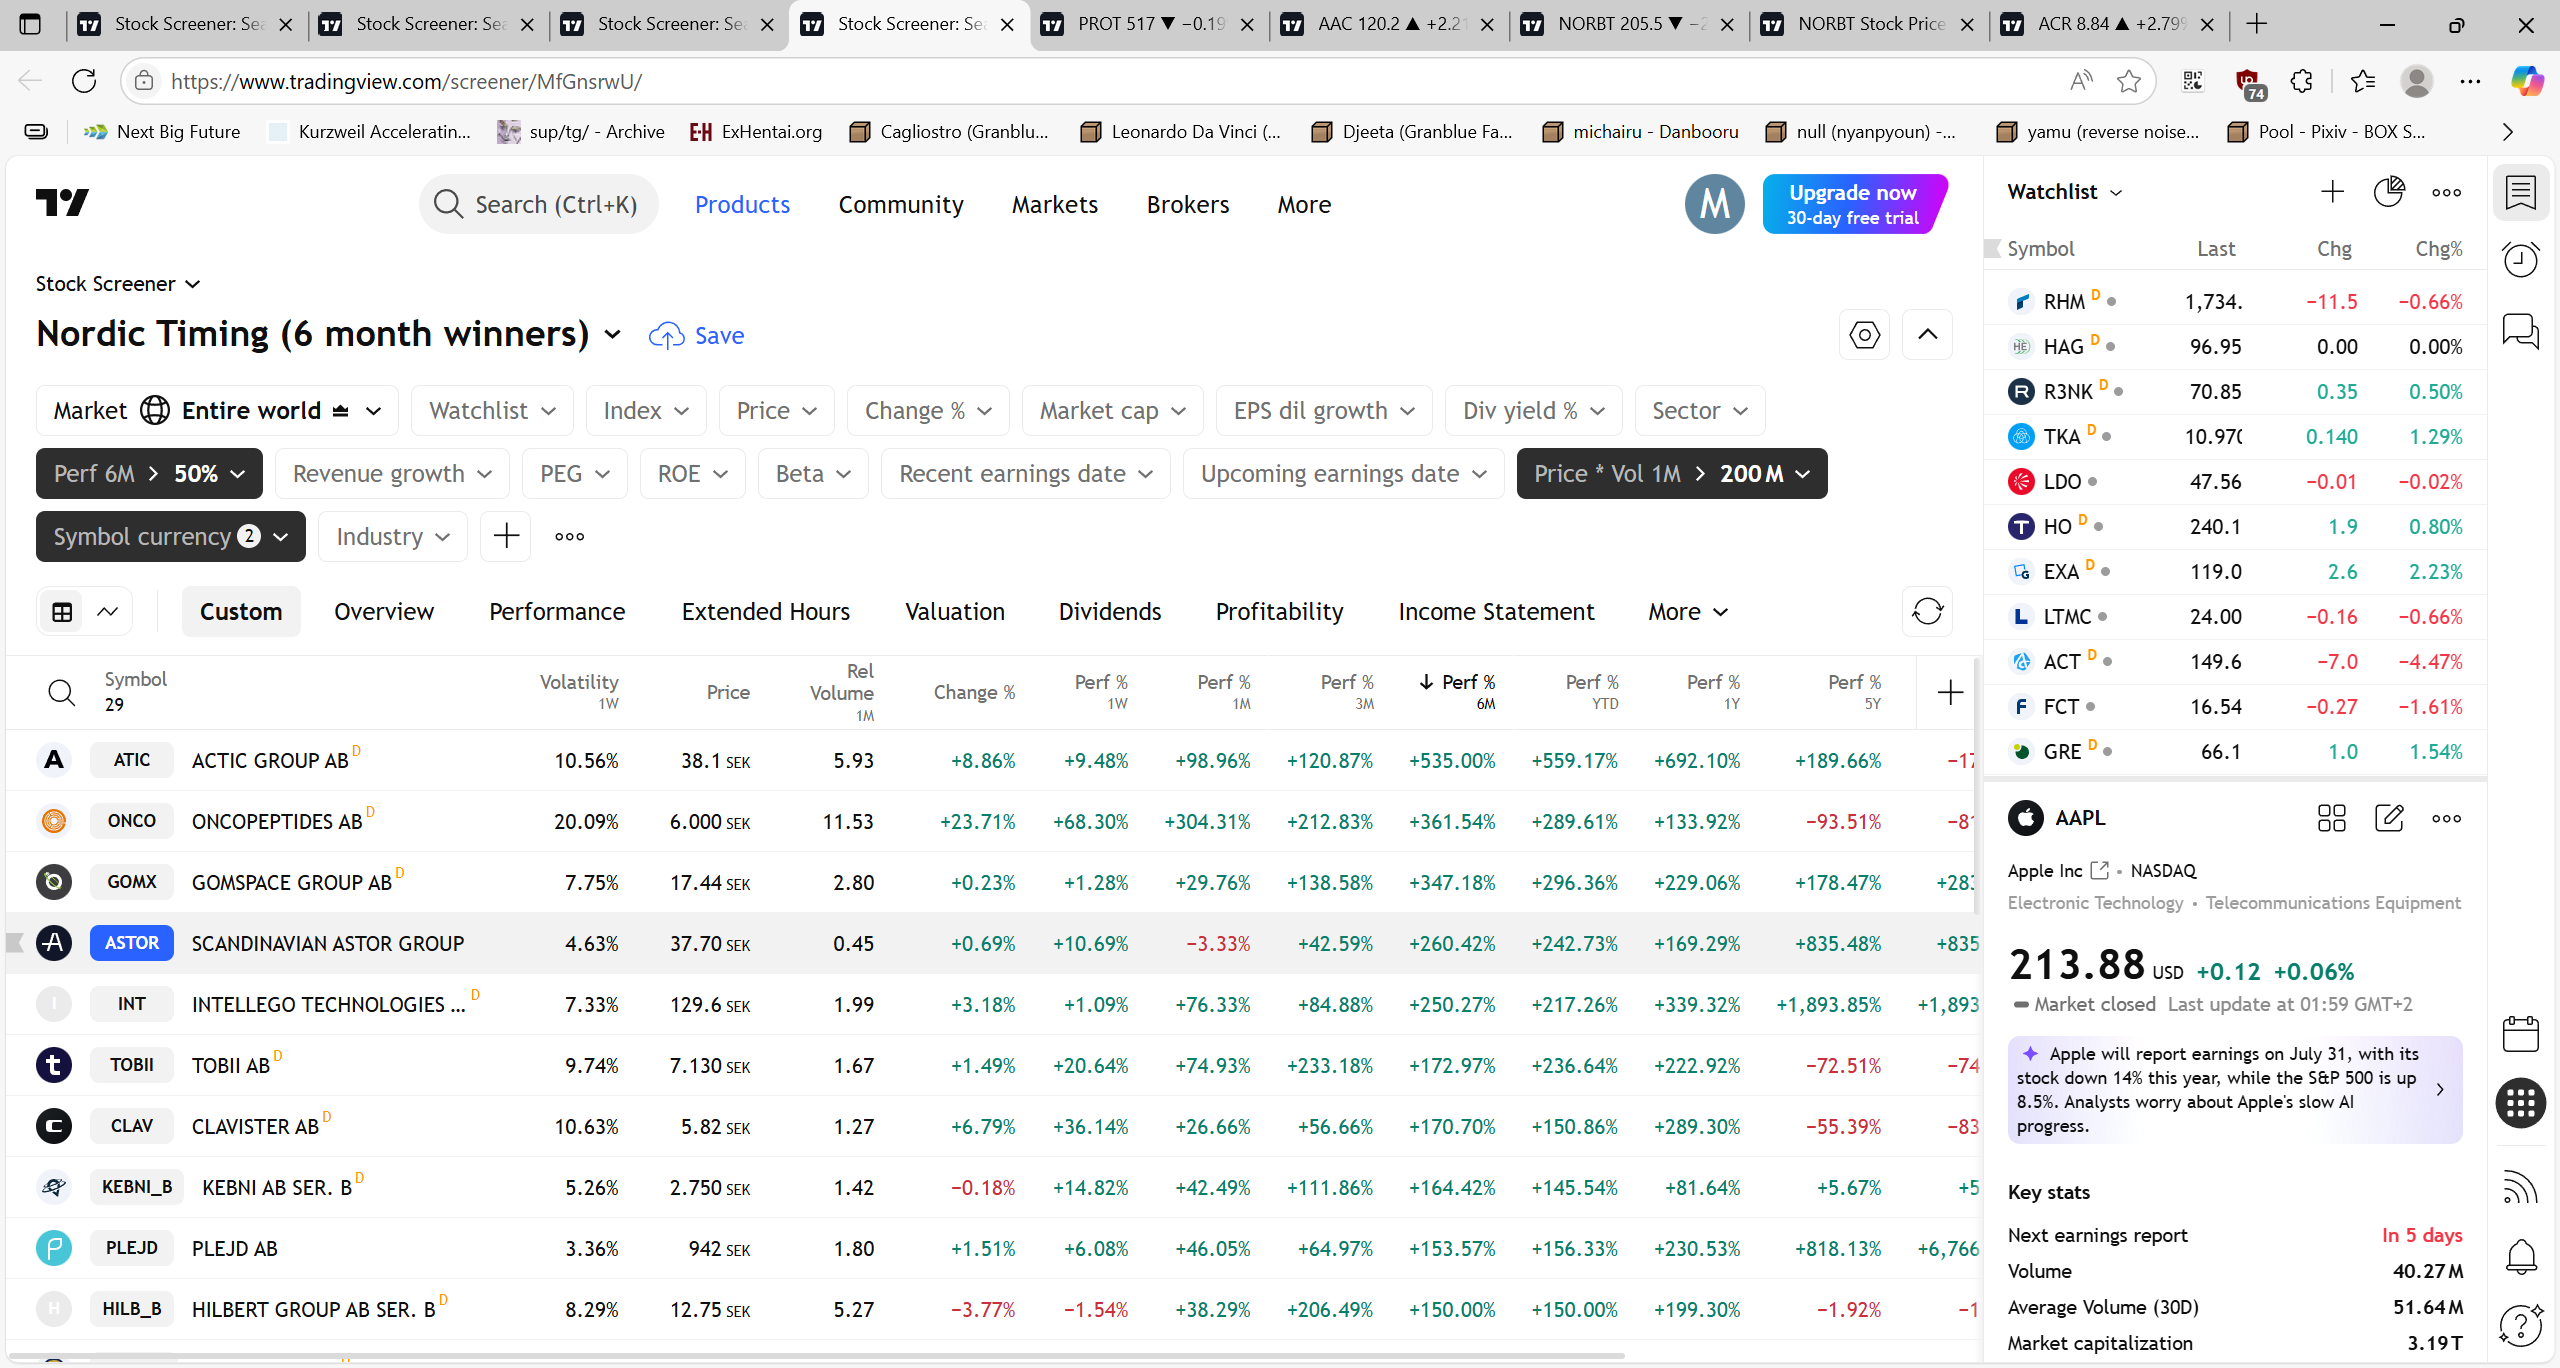 Stock Screener: Sea
Stock Screener: Sea
Stock Screener: Sea
Stock Screener: Sea
PROT 517 ▼ −0.19
AAC 120.2 ▲ +2.21
NORBT 205.5 ▼ −2
NORBT Stock Price
ACR 8.84 ▲ +2.79%
https://www.tradingview.com/screener/MfGnsrwU/
74
Next Big Future
Kurzweil Acceleratin...
sup/tg/ - Archive
ExHentai.org
Cagliostro (Granblu...
Leonardo Da Vinci (...
Djeeta (Granblue Fa...
michairu - Danbooru
null (nyanpyoun) -...
yamu (reverse noise...
Pool - Pixiv - BOX S...
Search (Ctrl+K)
Products
Community
Markets
Brokers
More
M
Upgrade now
30-day free trial
Stock Screener
Nordic Timing (6 month winners)
Save
Market Entire world
Watchlist
Index
Price
Change %
Market cap
EPS dil growth
Div yield %
Sector
Perf 6M > 50%
Revenue growth
PEG
ROE
Beta
Recent earnings date
Upcoming earnings date
Price * Vol 1M > 200 M
Symbol currency 2
Industry
Custom
Overview
Performance
Extended Hours
Valuation
Dividends
Profitability
Income Statement
More
Symbol 29
Volatility 1W
Price
Rel Volume 1M
Change %
Perf % 1W
Perf % 1M
Perf % 3M
↓ Perf % 6M
Perf % YTD
Perf % 1Y
Perf % 5Y
ATIC ACTIC GROUP AB D 10.56% 38.1 SEK 5.93 +8.86% +9.48% +98.96% +120.87% +535.00% +559.17% +692.10% +189.66% −17
ONCO ONCOPEPTIDES AB D 20.09% 6.000 SEK 11.53 +23.71% +68.30% +304.31% +212.83% +361.54% +289.61% +133.92% −93.51% −81
GOMX GOMSPACE GROUP AB D 7.75% 17.44 SEK 2.80 +0.23% +1.28% +29.76% +138.58% +347.18% +296.36% +229.06% +178.47% +283
ASTOR SCANDINAVIAN ASTOR GROUP 4.63% 37.70 SEK 0.45 +0.69% +10.69% −3.33% +42.59% +260.42% +242.73% +169.29% +835.48% +835
INT INTELLEGO TECHNOLOGIES ... D 7.33% 129.6 SEK 1.99 +3.18% +1.09% +76.33% +84.88% +250.27% +217.26% +339.32% +1,893.85% +1,893
TOBII TOBII AB D 9.74% 7.130 SEK 1.67 +1.49% +20.64% +74.93% +233.18% +172.97% +236.64% +222.92% −72.51% −74
CLAV CLAVISTER AB D 10.63% 5.82 SEK 1.27 +6.79% +36.14% +26.66% +56.66% +170.70% +150.86% +289.30% −55.39% −83
KEBNI_B KEBNI AB SER. B D 5.26% 2.750 SEK 1.42 −0.18% +14.82% +42.49% +111.86% +164.42% +145.54% +81.64% +5.67% +5
PLEJD PLEJD AB 3.36% 942 SEK 1.80 +1.51% +6.08% +46.05% +64.97% +153.57% +156.33% +230.53% +818.13% +6,766
HILB_B HILBERT GROUP AB SER. B D 8.29% 12.75 SEK 5.27 −3.77% −1.54% +38.29% +206.49% +150.00% +150.00% +199.30% −1.92% −1
Watchlist
Symbol Last Chg Chg%
RHM D 1,734. −11.5 −0.66%
HAG D 96.95 0.00 0.00%
R3NK D 70.85 0.35 0.50%
TKA D 10.970 0.140 1.29%
LDO 47.56 −0.01 −0.02%
HO D 240.1 1.9 0.80%
EXA D 119.0 2.6 2.23%
LTMC 24.00 −0.16 −0.66%
ACT D 149.6 −7.0 −4.47%
FCT 16.54 −0.27 −1.61%
GRE D 66.1 1.0 1.54%
AAPL
Apple Inc • NASDAQ
Electronic Technology • Telecommunications Equipment
213.88 USD +0.12 +0.06%
Market closed Last update at 01:59 GMT+2
Apple will report earnings on July 31, with its
stock down 14% this year, while the S&P 500 is up
8.5%. Analysts worry about Apple's slow AI
progress.
Key stats
Next earnings report In 5 days
Volume 40.27 M
Average Volume (30D) 51.64 M
Market capitalization 3.19 T